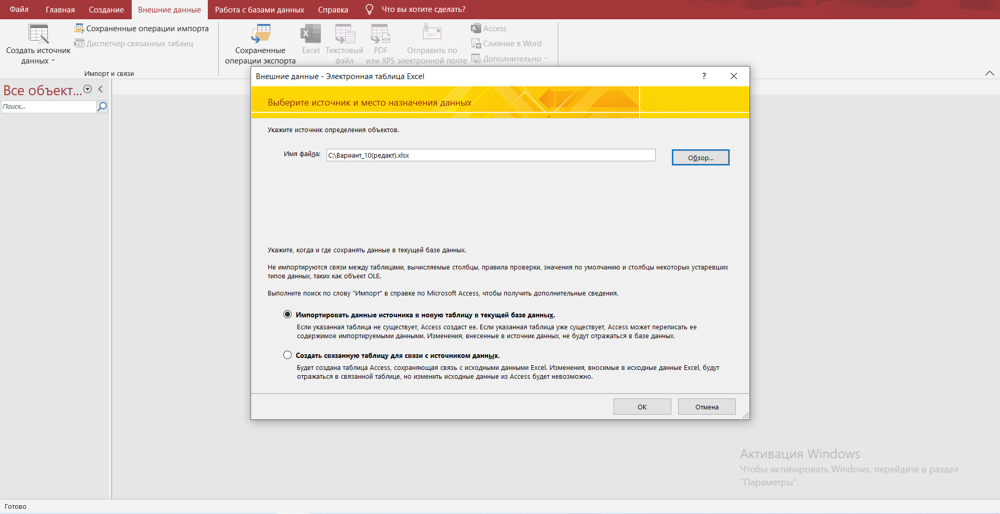 Файл Главная Создание Внешние данные Работа с базами данных Справка Что вы хотите сделать?
Создать источник данных
Сохраненные операции импорта
Диспетчер связанных таблиц
Импорт и связи
Сохраненные операции экспорта
Excel
Текстовый файл
PDF или XPS
Отправить по электронной почте
Access
Слияние в Word
Дополнительно
Все объект...
Поиск...
Внешние данные - Электронная таблица Excel ?
Выберите источник и место назначения данных
Укажите источник определения объектов.
Имя файла: C:\Вариант_10(редакт).xlsx Обзор...
Укажите, когда и где сохранять данные в текущей базе данных.
Не импортируются связи между таблицами, вычисляемые столбцы, правила проверки, значения по умолчанию и столбцы некоторых устаревших
типов данных, таких как объект OLE.
Выполните поиск по слову "Импорт" в справке по Microsoft Access, чтобы получить дополнительные сведения.
Импортировать данные источника в новую таблицу в текущей базе данных.
Если указанная таблица не существует, Access создаст ее. Если указанная таблица уже существует, Access может переписать ее
содержимое импортируемыми данными. Изменения, внесенные в источник данных, не будут отражаться в базе данных.
Создать связанную таблицу для связи с источником данных.
Будет создана таблица Access, сохраняющая связь с исходными данными Excel. Изменения, вносимые в исходные данные Excel, будут
отражаться в связанной таблице, но изменить исходные данные из Access будет невозможно.
ОК Отмена
Активация Windows
Чтобы активировать Windows, перейдите в раздел
"Параметры".
Готово